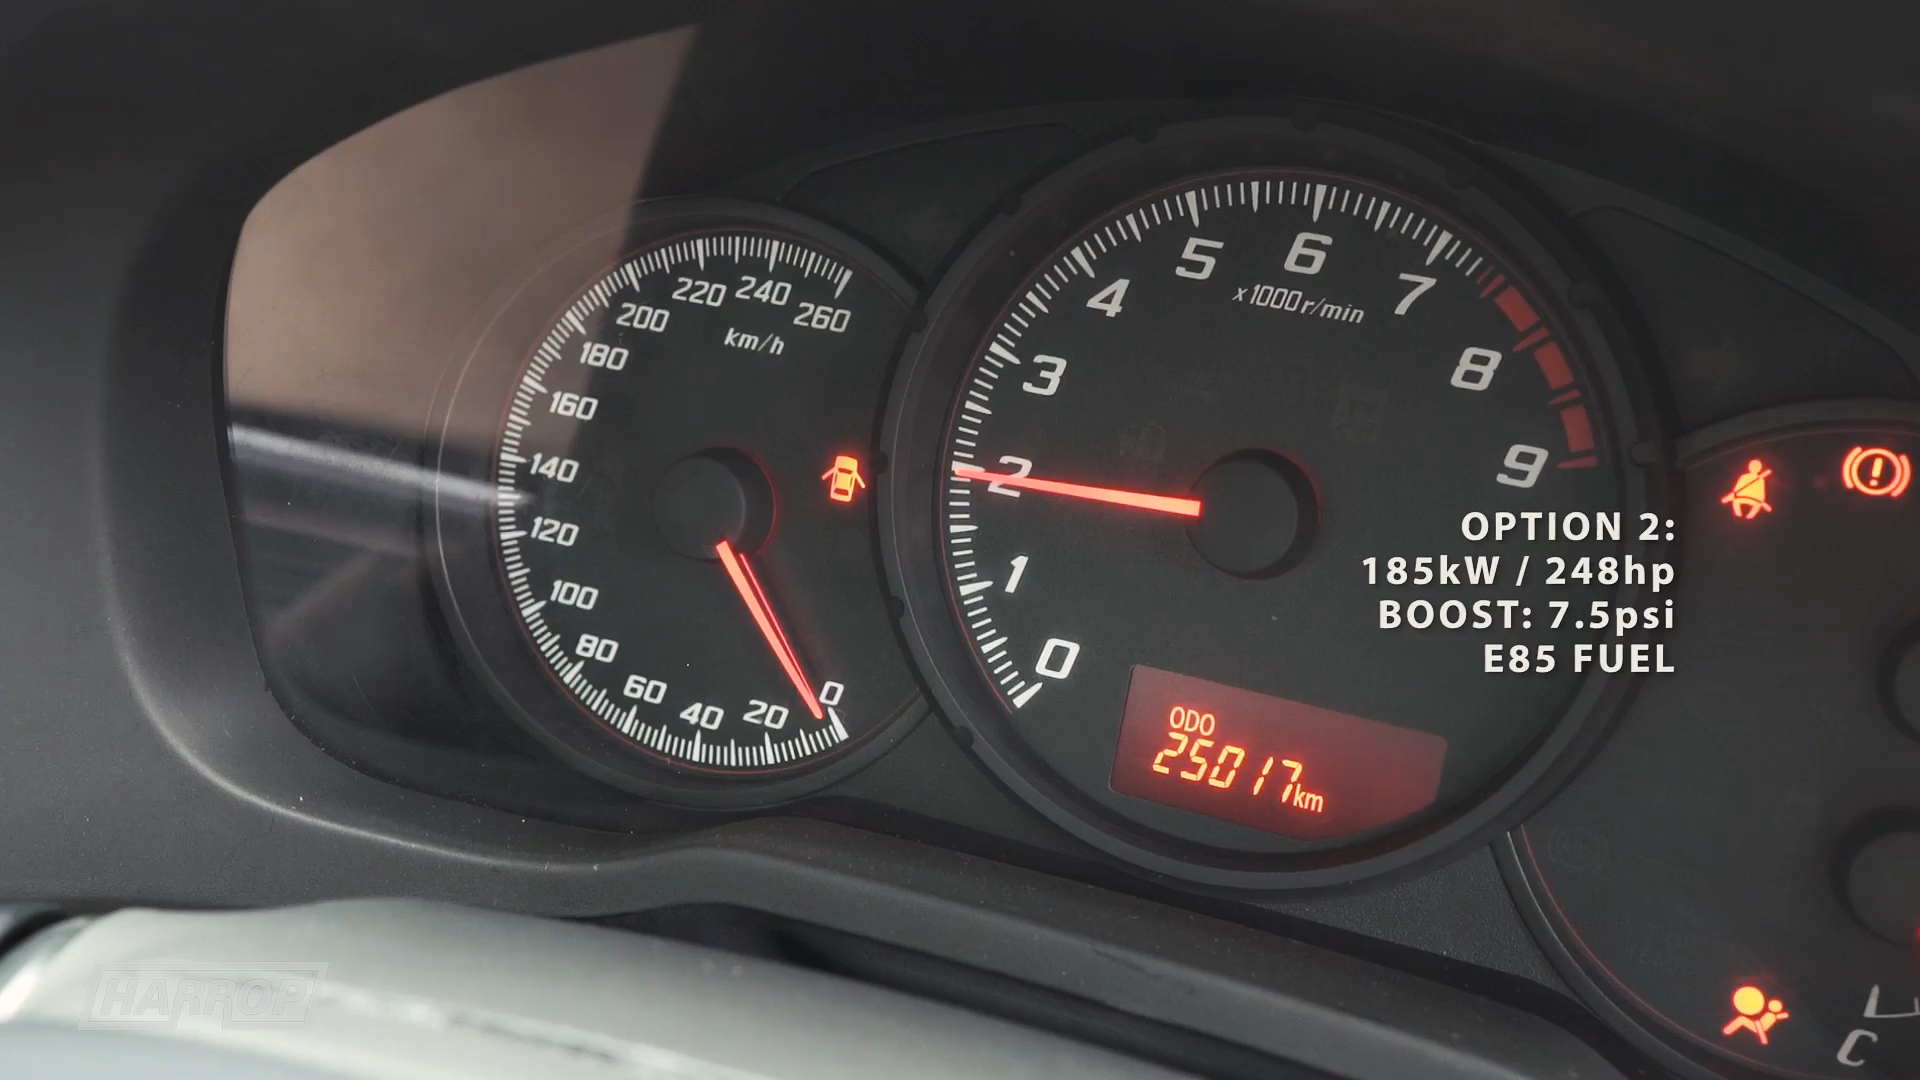 220 240
200 260
180 km/h
160
140
120
100
80
60
40 20 0
5 6
4 x1000r/min 7
3 8
2 9
1
0
ODO
25017km
OPTION 2:
185kW / 248hp
BOOST: 7.5psi
E85 FUEL
C
HARROP